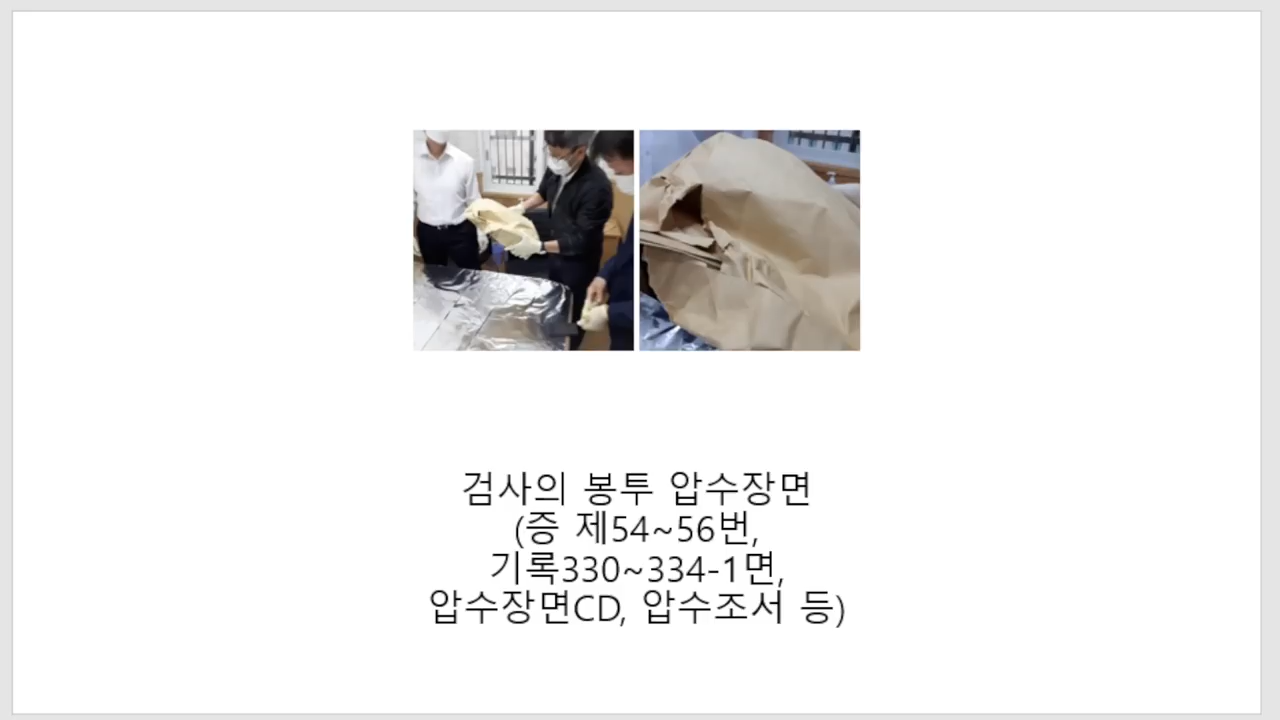 검사의 봉투 압수장면
(증 제54~56번,
기록330~334-1면,
압수장면CD, 압수조서 등)